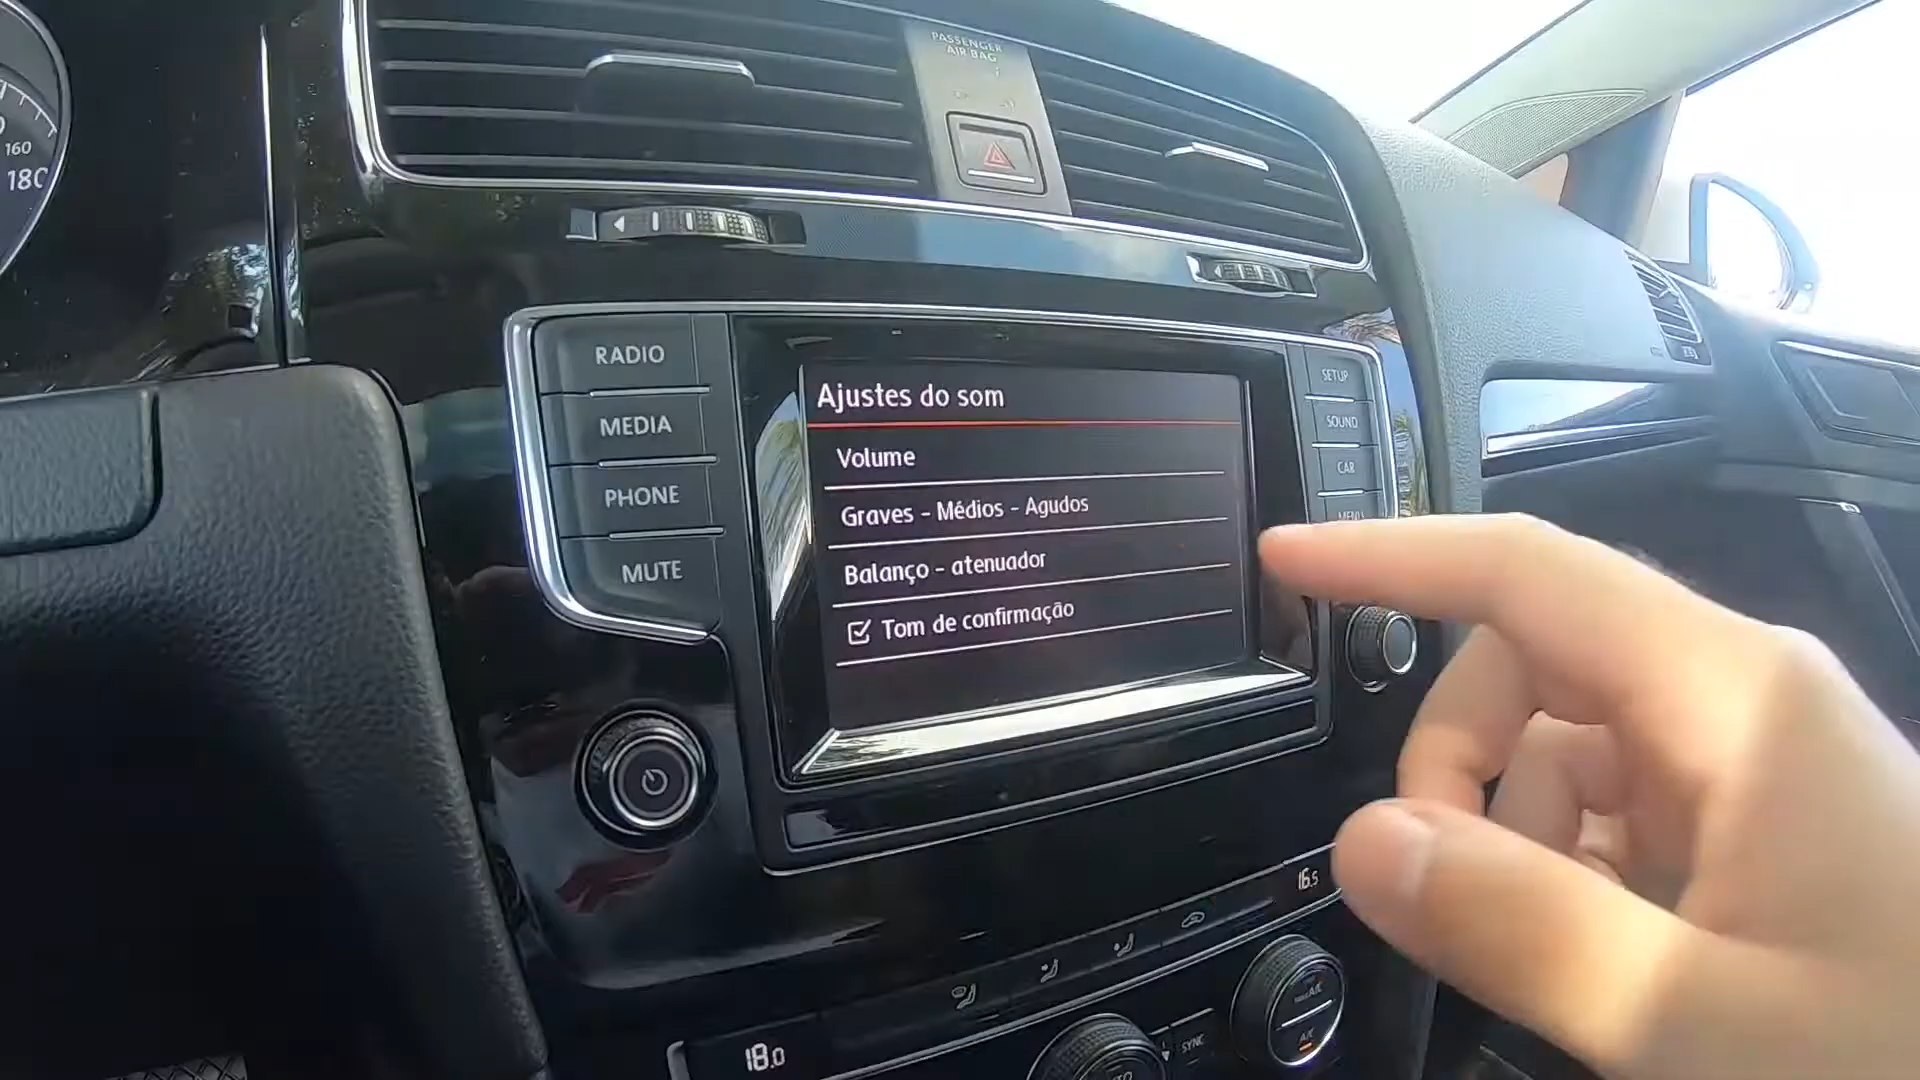 PASSENGER
AIR BAG
160
180
RADIO
MEDIA
PHONE
MUTE
Ajustes do som
Volume
Graves - Médios - Agudos
Balanço - atenuador
Tom de confirmação
SETUP
SOUND
CAR
MENU
16.5
18.0
SYNC
A/C